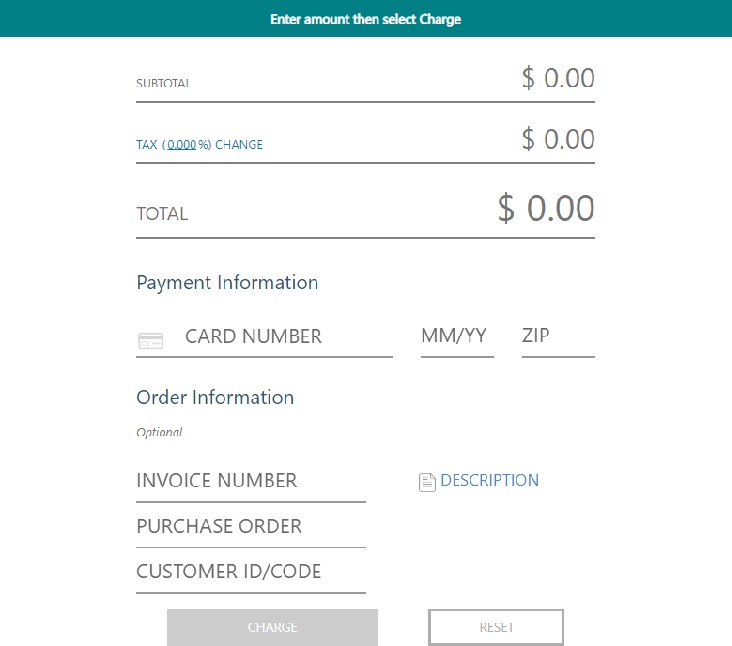 Enter amount then select Charge
SUBTOTAL $ 0.00
TAX (0.000%) CHANGE $ 0.00
TOTAL $ 0.00
Payment Information
CARD NUMBER MM/YY ZIP
Order Information
Optional
INVOICE NUMBER DESCRIPTION
PURCHASE ORDER
CUSTOMER ID/CODE
CHARGE RESET